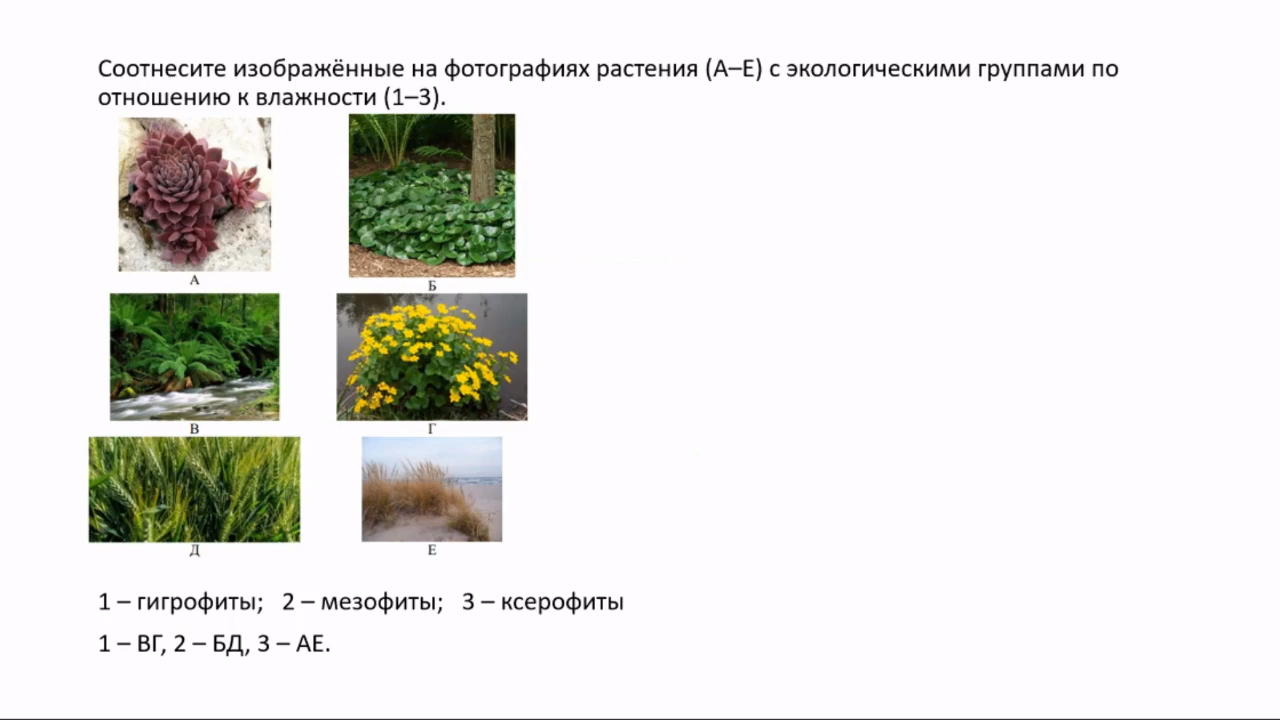 Соотнесите изображённые на фотографиях растения (А–Е) с экологическими группами по
отношению к влажности (1–3).
А
Б
В
Г
Д
Е
1 – гигрофиты; 2 – мезофиты; 3 – ксерофиты
1 – ВГ, 2 – БД, 3 – АЕ.